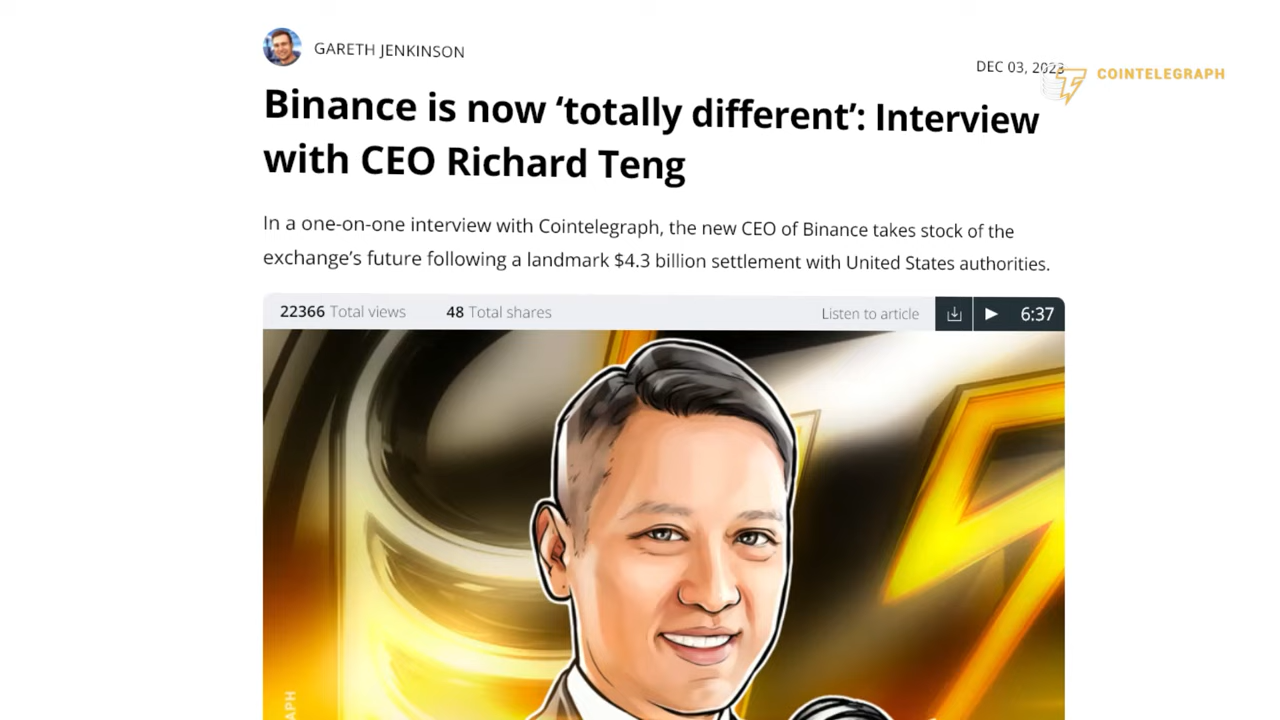 GARETH JENKINSON
DEC 03, 2023
COINTELEGRAPH
Binance is now ‘totally different’: Interview
with CEO Richard Teng
In a one-on-one interview with Cointelegraph, the new CEO of Binance takes stock of the
exchange’s future following a landmark $4.3 billion settlement with United States authorities.
22366 Total views 48 Total shares Listen to article 6:37